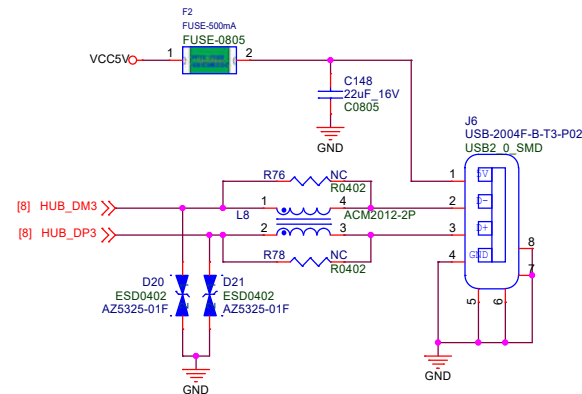 F2
FUSE-500mA
FUSE-0805
VCC5V
1
2
C148
22uF_16V
C0805
GND
J6
USB-2004F-B-T3-P02
USB2_0_SMD
R76
NC
R0402
1
5V
[8] HUB_DM3
1
4
2
D-
L8
ACM2012-2P
[8] HUB_DP3
2
3
3
D+
R78
NC
R0402
4
GND
8
7
D20
ESD0402
AZ5325-01F
D21
ESD0402
AZ5325-01F
5
6
GND
GND